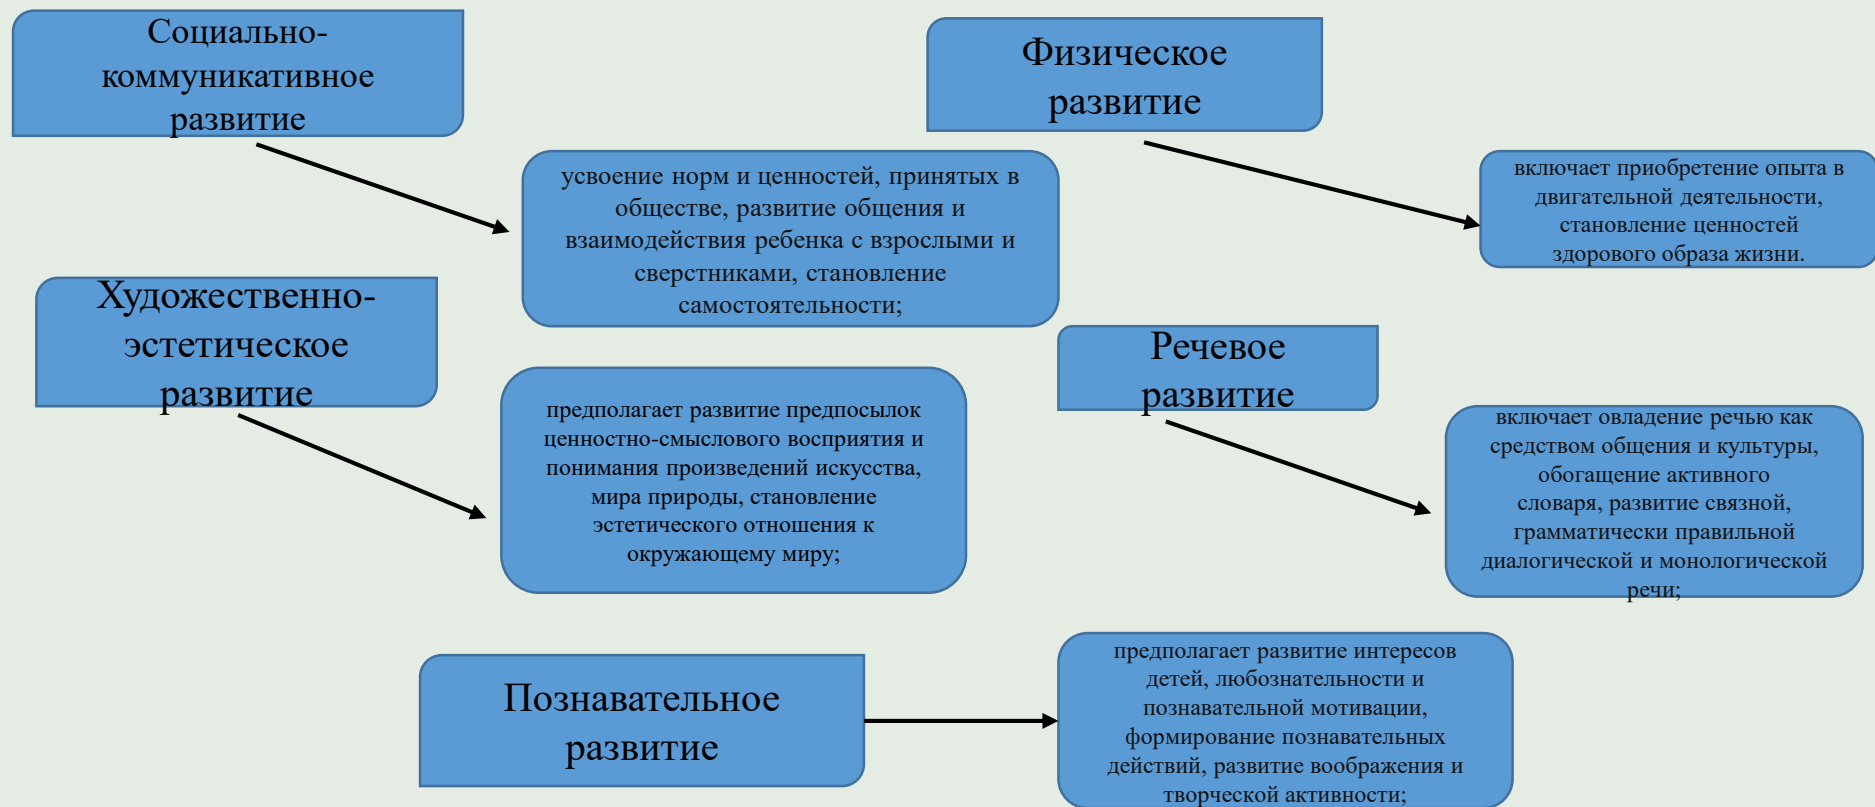 Социально-
коммуникативное
развитие
усвоение норм и ценностей, принятых в
обществе, развитие общения и
взаимодействия ребенка с взрослыми и
сверстниками, становление
самостоятельности;
Физическое
развитие
включает приобретение опыта в
двигательной деятельности,
становление ценностей
здорового образа жизни.
Художественно-
эстетическое
развитие
предполагает развитие предпосылок
ценностно-смыслового восприятия и
понимания произведений искусства,
мира природы, становление
эстетического отношения к
окружающему миру;
Речевое
развитие
включает овладение речью как
средством общения и культуры,
обогащение активного
словаря, развитие связной,
грамматически правильной
диалогической и монологической
речи;
Познавательное
развитие
предполагает развитие интересов
детей, любознательности и
познавательной мотивации,
формирование познавательных
действий, развитие воображения и
творческой активности;